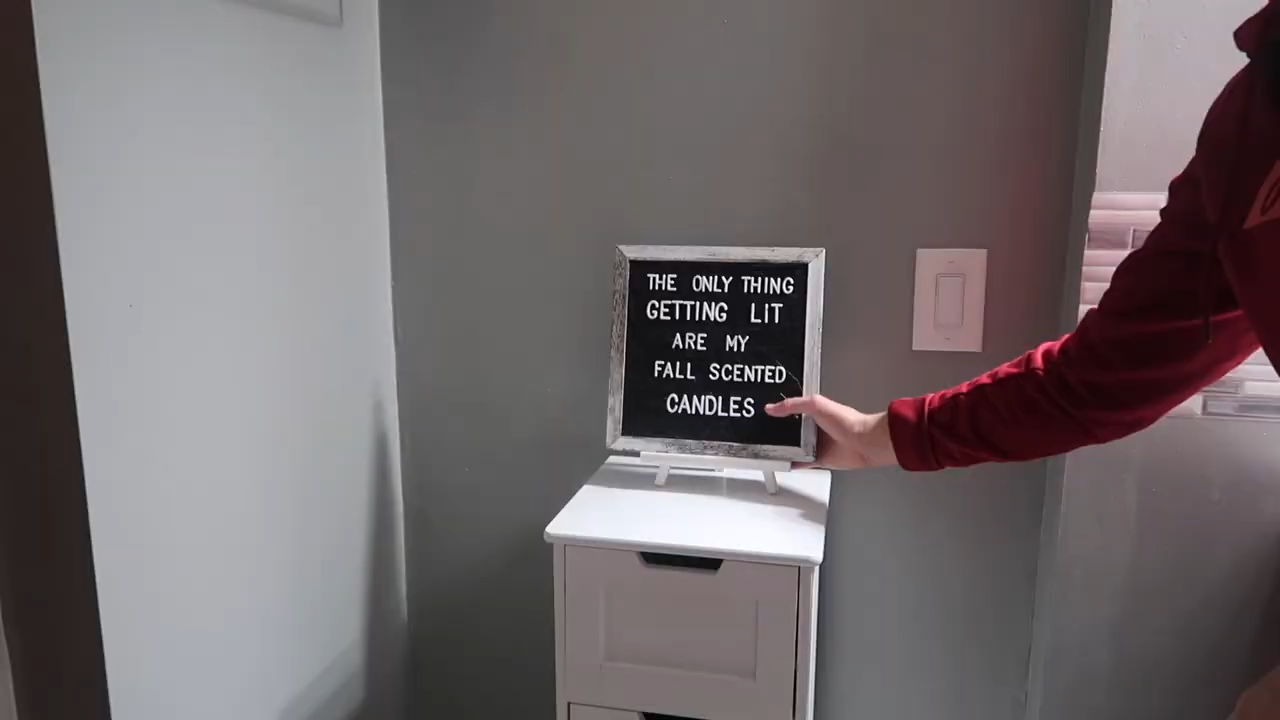 THE ONLY THING
GETTING LiT
ARE MY
FALL SCENTED
CANDLES